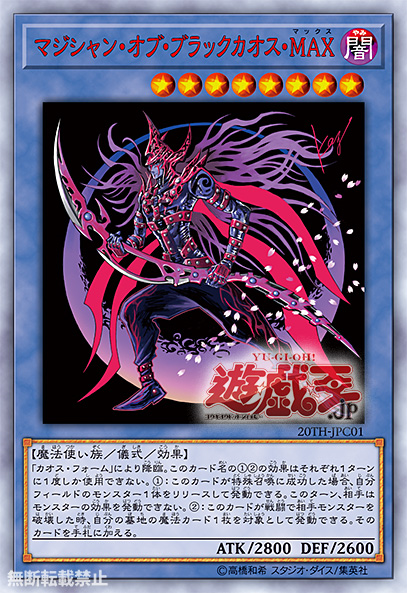 マジシャン・オブ・ブラックカオス・MAX
マックス
闇
やみ
YU-GI-OH!
遊戯王
.JP
20TH-JPC01
【魔法使い族／儀式／効果】
「カオス・フォーム」により降臨。このカード名の①②の効果はそれぞれ1ターン
に1度しか使用できない。①：このカードが特殊召喚に成功した場合、自分
フィールドのモンスター1体をリリースして発動できる。このターン、相手は
モンスターの効果を発動できない。②：このカードが戦闘で相手モンスター
を破壊した時、自分の墓地の魔法カード1枚を対象として発動できる。その
カードを手札に加える。
ATK/2800 DEF/2600
無断転載禁止
©高橋和希 スタジオ・ダイス/集英社